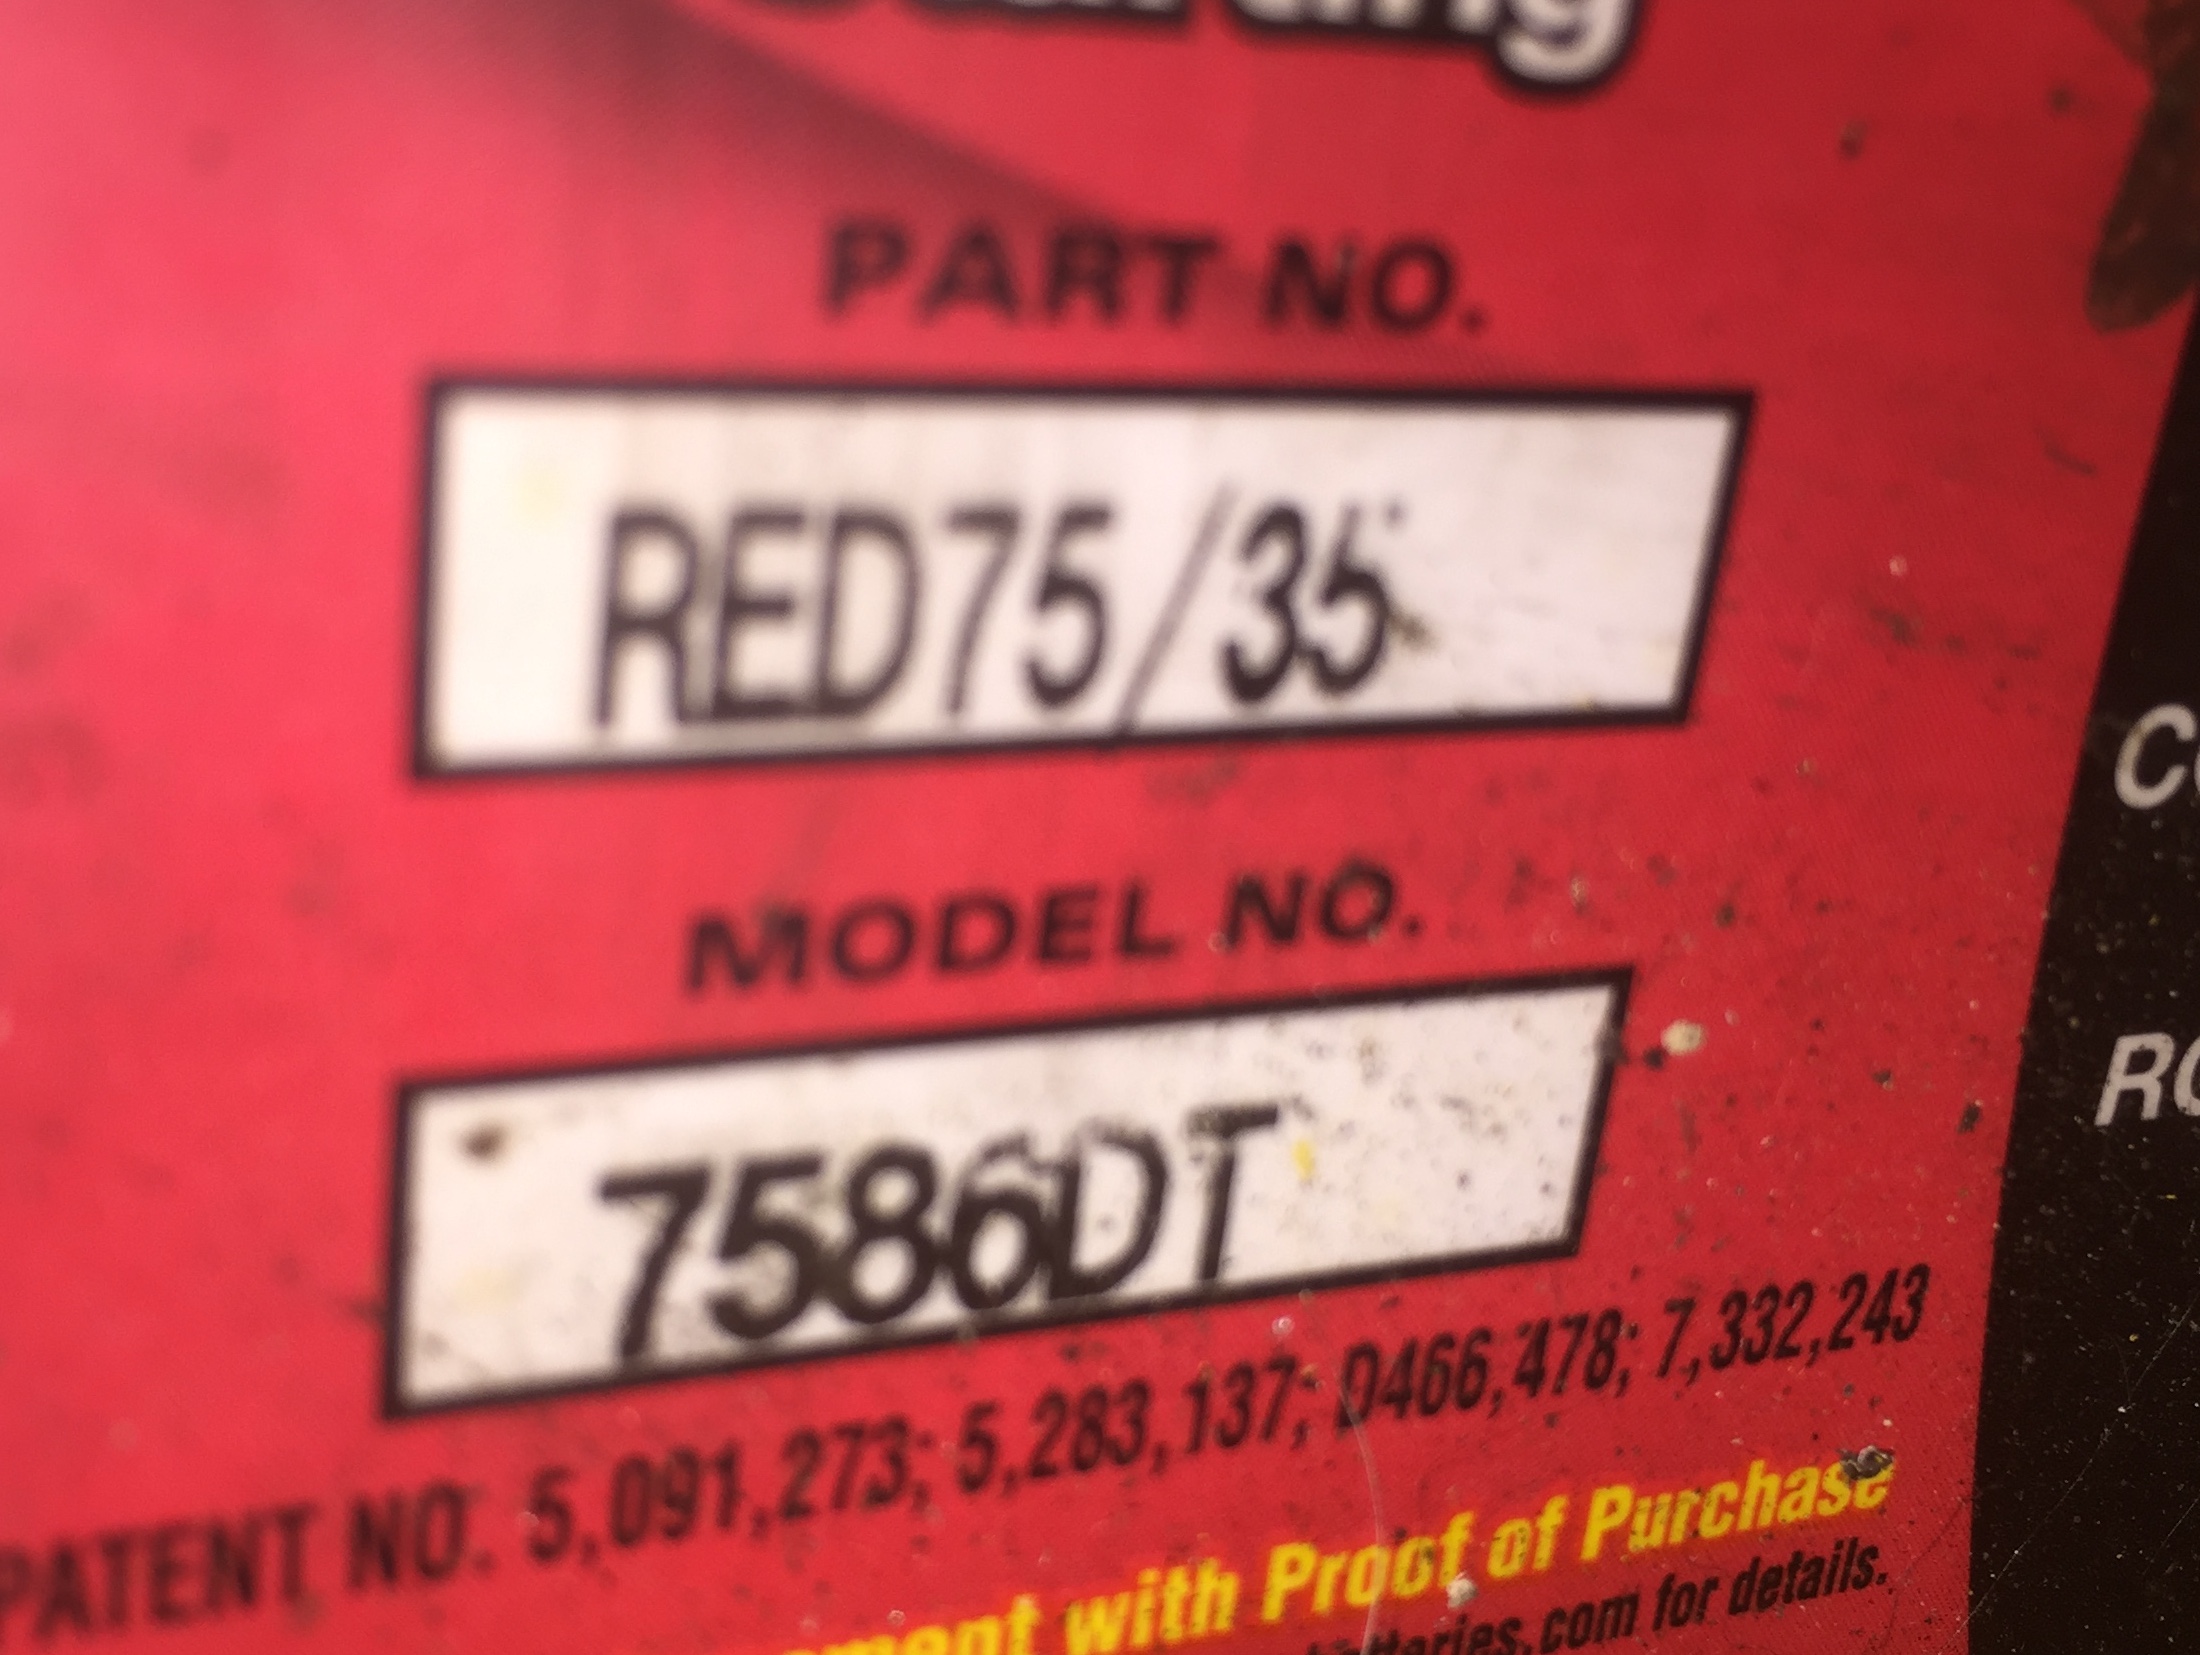 PART NO.
RED75/35
MODEL NO.
7586DT
PATENT NO. 5,091,273; 5,283,137; D466,478; 7,332,243
with Proof of Purchase
.com for details.